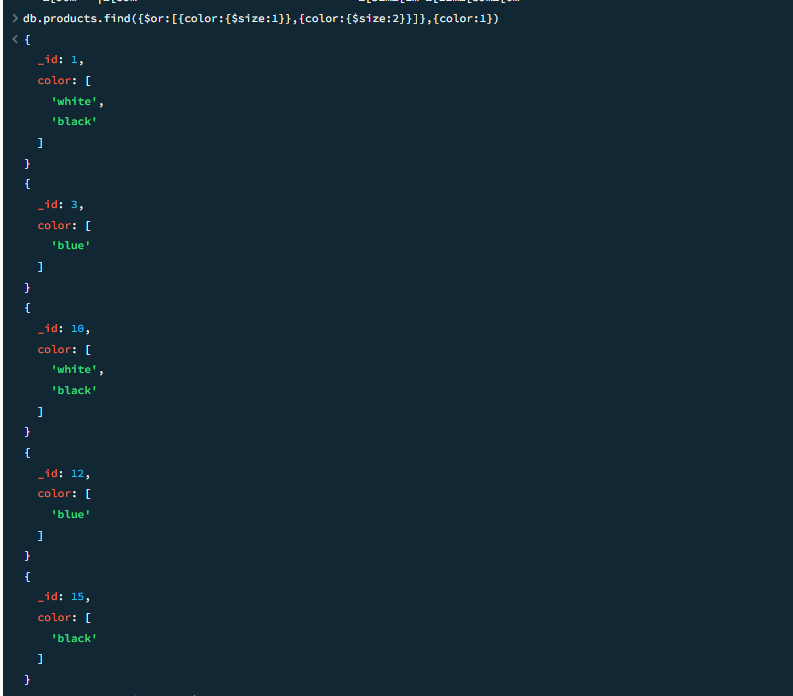 > db.products.find({$or:[{color:{$size:1}},{color:{$size:2}}]},{color:1})
< {
_id: 1,
color: [
'white',
'black'
]
}
{
_id: 3,
color: [
'blue'
]
}
{
_id: 10,
color: [
'white',
'black'
]
}
{
_id: 12,
color: [
'blue'
]
}
{
_id: 15,
color: [
'black'
]
}